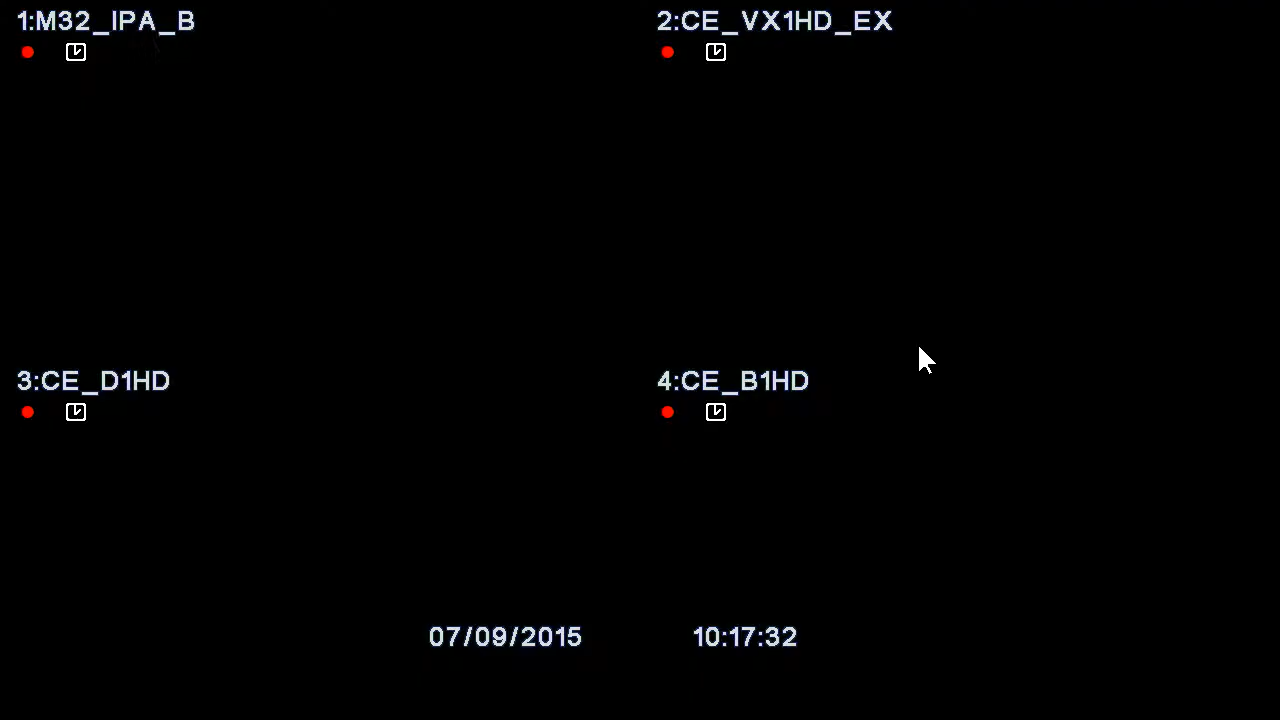 1:M32_IPA_B
2:CE_VX1HD_EX
3:CE_D1HD
4:CE_B1HD
07/09/2015 10:17:32